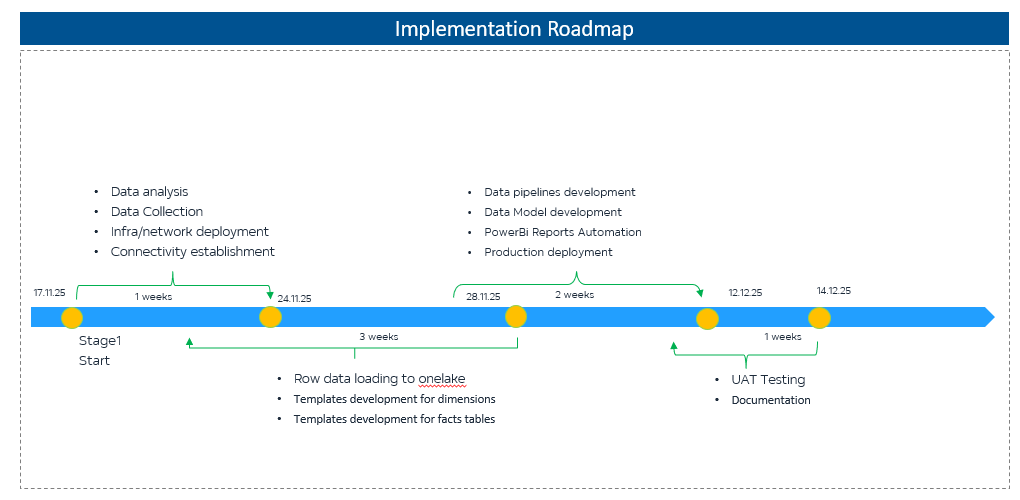 Implementation Roadmap
• Data analysis
• Data Collection
• Infra/network deployment
• Connectivity establishment
• Data pipelines development
• Data Model development
• PowerBi Reports Automation
• Production deployment
17.11.25
1 weeks
24.11.25
28.11.25
2 weeks
12.12.25
14.12.25
Stage1
Start
3 weeks
1 weeks
• Row data loading to onelake
• Templates development for dimensions
• Templates development for facts tables
• UAT Testing
• Documentation